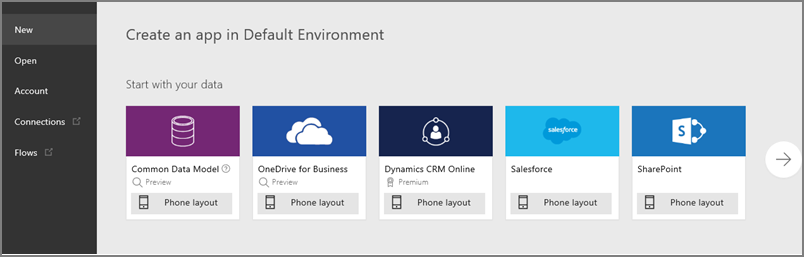 New
Open
Account
Connections
Flows
Create an app in Default Environment
Start with your data
salesforce
S
Common Data Model ?
Preview
Phone layout
OneDrive for Business
Preview
Phone layout
Dynamics CRM Online
Premium
Phone layout
Salesforce
Phone layout
SharePoint
Phone layout